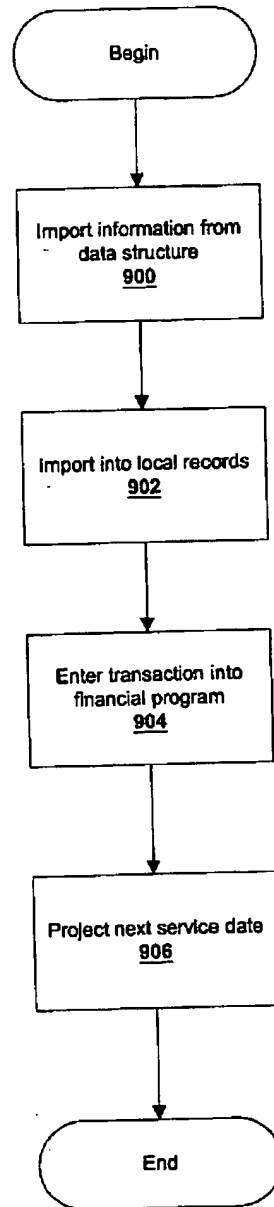 Begin
Import information from
data structure
900
Import into local records
902
Enter transaction into
financial program
904
Project next service date
906
End